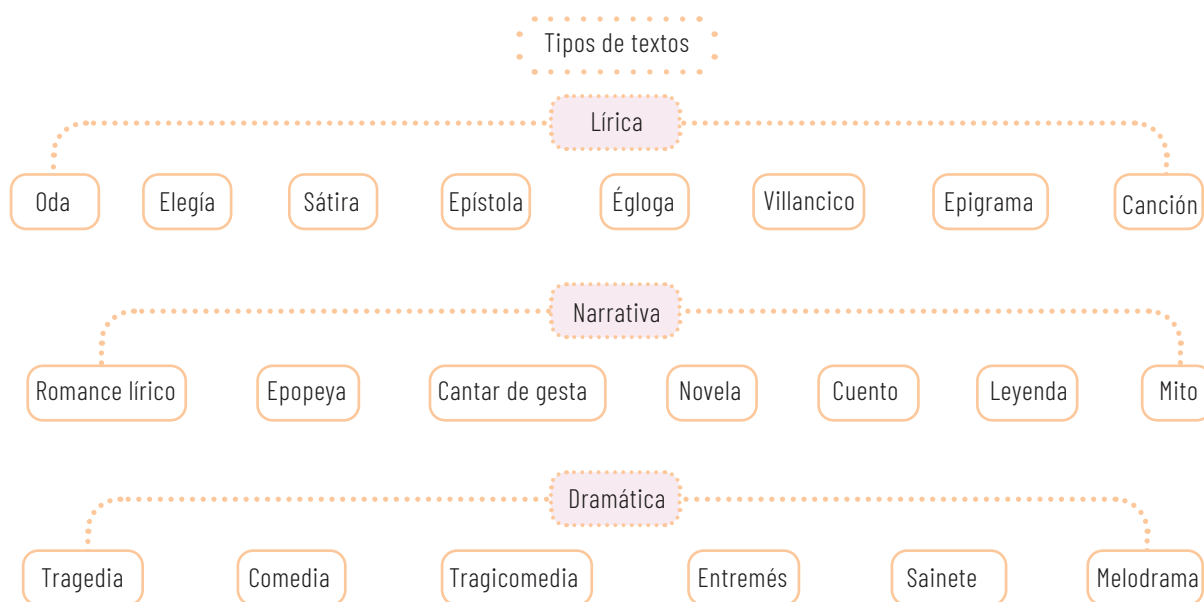 Tipos de textos
Lírica
Oda
Elegía
Sátira
Epístola
Égloga
Villancico
Epigrama
Canción
Narrativa
Romance lírico
Epopeya
Cantar de gesta
Novela
Cuento
Leyenda
Mito
Dramática
Tragedia
Comedia
Tragicomedia
Entremés
Sainete
Melodrama